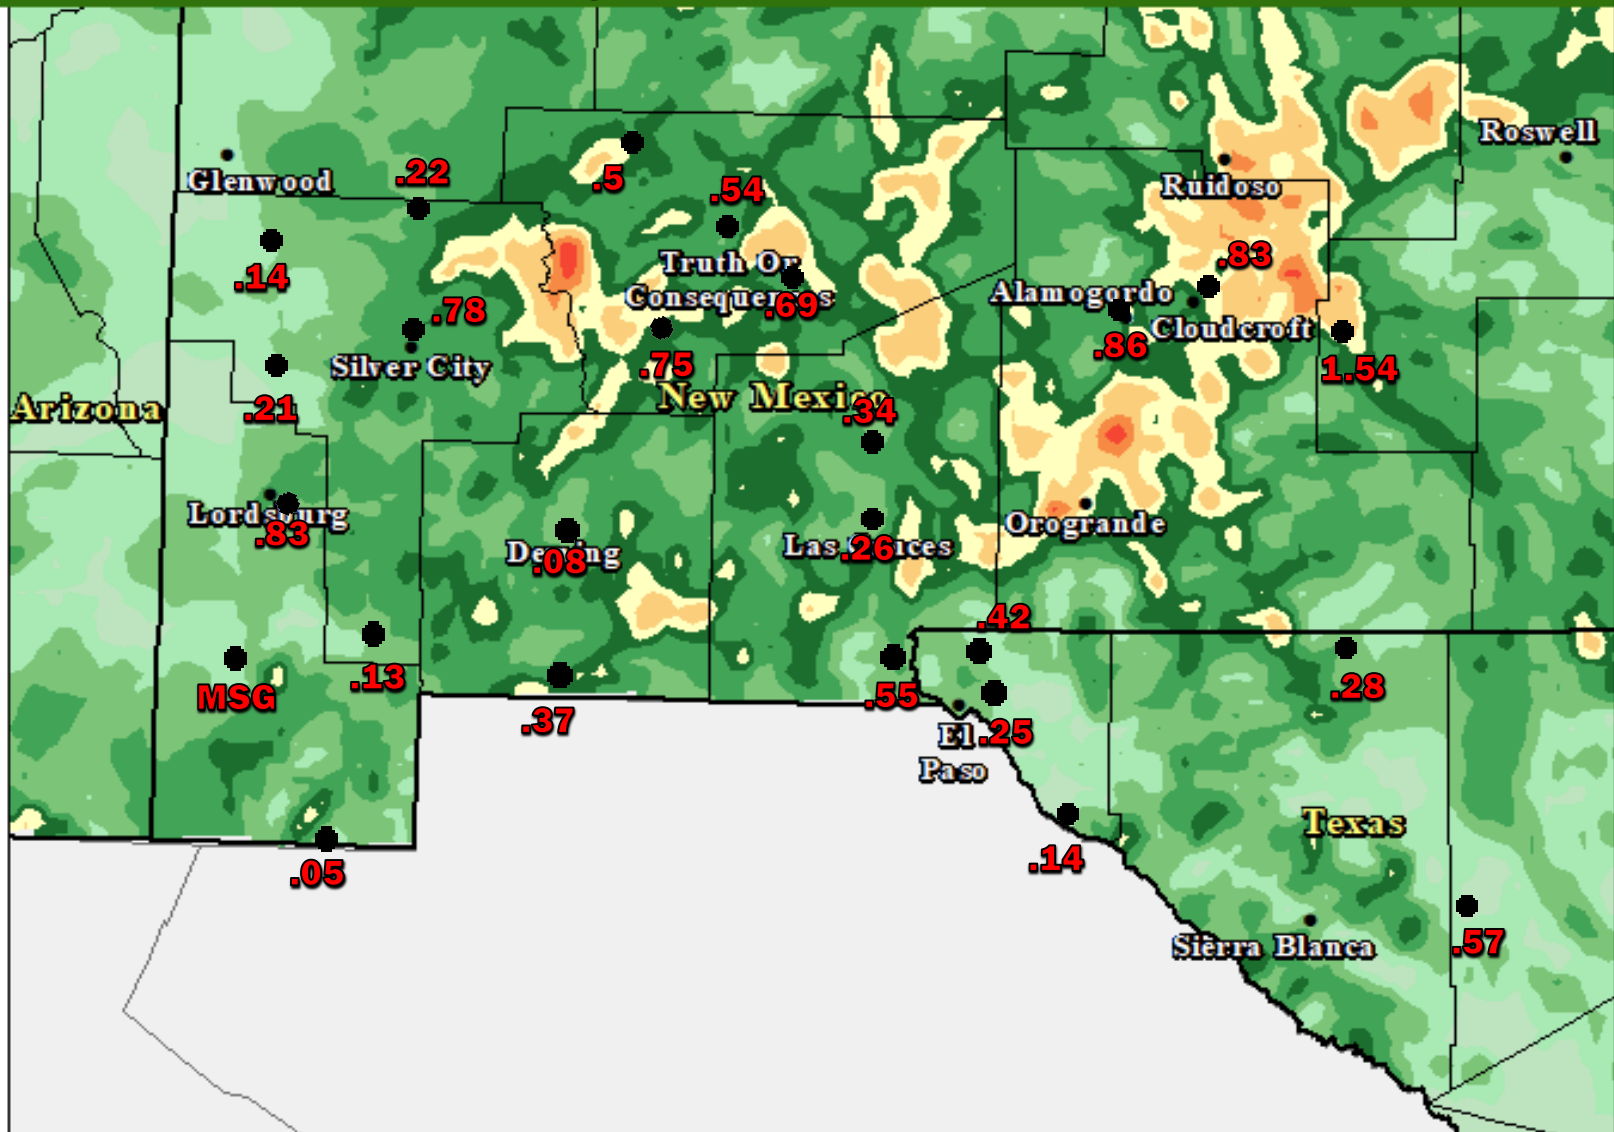 Roswell
Glenwood
.22
.5
.54
Ruidoso
.14
.78
Truth Or
Consequences
.69
.83
Alamogordo
Cloudcroft
.86
1.54
Silver City
.75
New Mexico
.34
Arizona
.21
Lordsburg
.83
Deming
.08
Las Cruces
.26
Orogrande
.42
MSG
.13
.37
.55
.28
El
Paso
.25
Texas
.05
.14
Sierra Blanca
.57